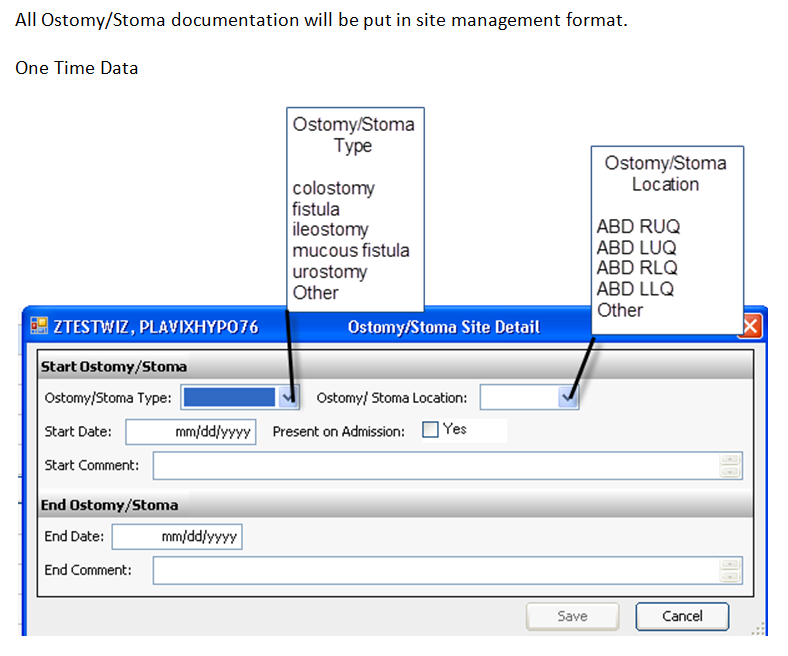 All Ostomy/Stoma documentation will be put in site management format.
One Time Data
Ostomy/Stoma
Type
colostomy
fistula
ileostomy
mucous fistula
urostomy
Other
Ostomy/Stoma
Location
ABD RUQ
ABD LUQ
ABD RLQ
ABD LLQ
Other
ZTESTWIZ, PLAVIXHYPO76 Ostomy/Stoma Site Detail
Start Ostomy/Stoma
Ostomy/Stoma Type: Ostomy/ Stoma Location:
Start Date: mm/dd/yyyy Present on Admission: Yes
Start Comment:
End Ostomy/Stoma
End Date: mm/dd/yyyy
End Comment:
Save Cancel